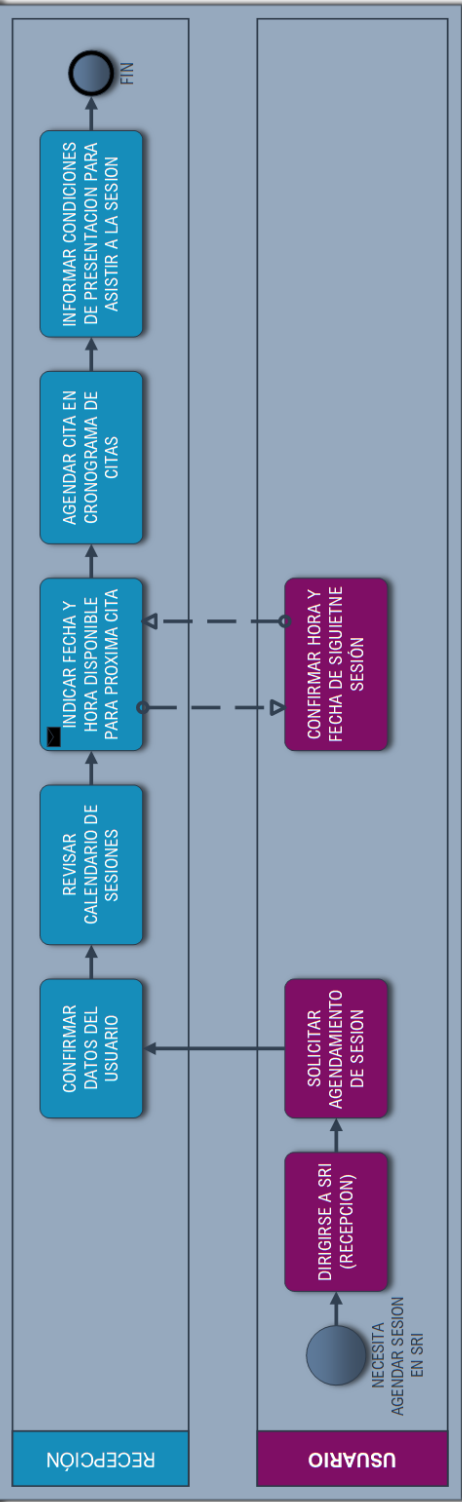 RECEPCIÓN
CONFIRMAR
DATOS DEL
USUARIO
REVISAR
CALENDARIO DE
SESIONES
INDICAR FECHA Y
HORA DISPONIBLE
PARA PROXIMA CITA
AGENDAR CITA EN
CRONOGRAMA DE
CITAS
INFORMAR CONDICIONES
DE PRESENTACION PARA
ASISTIR A LA SESION
FIN
USUARIO
NECESITA
AGENDAR SESION
EN SRI
DIRIGIRSE A SRI
(RECEPCION)
SOLICITAR
AGENDAMIENTO
DE SESION
CONFIRMAR HORA Y
FECHA DE SIGUIETNE
SESIÓN